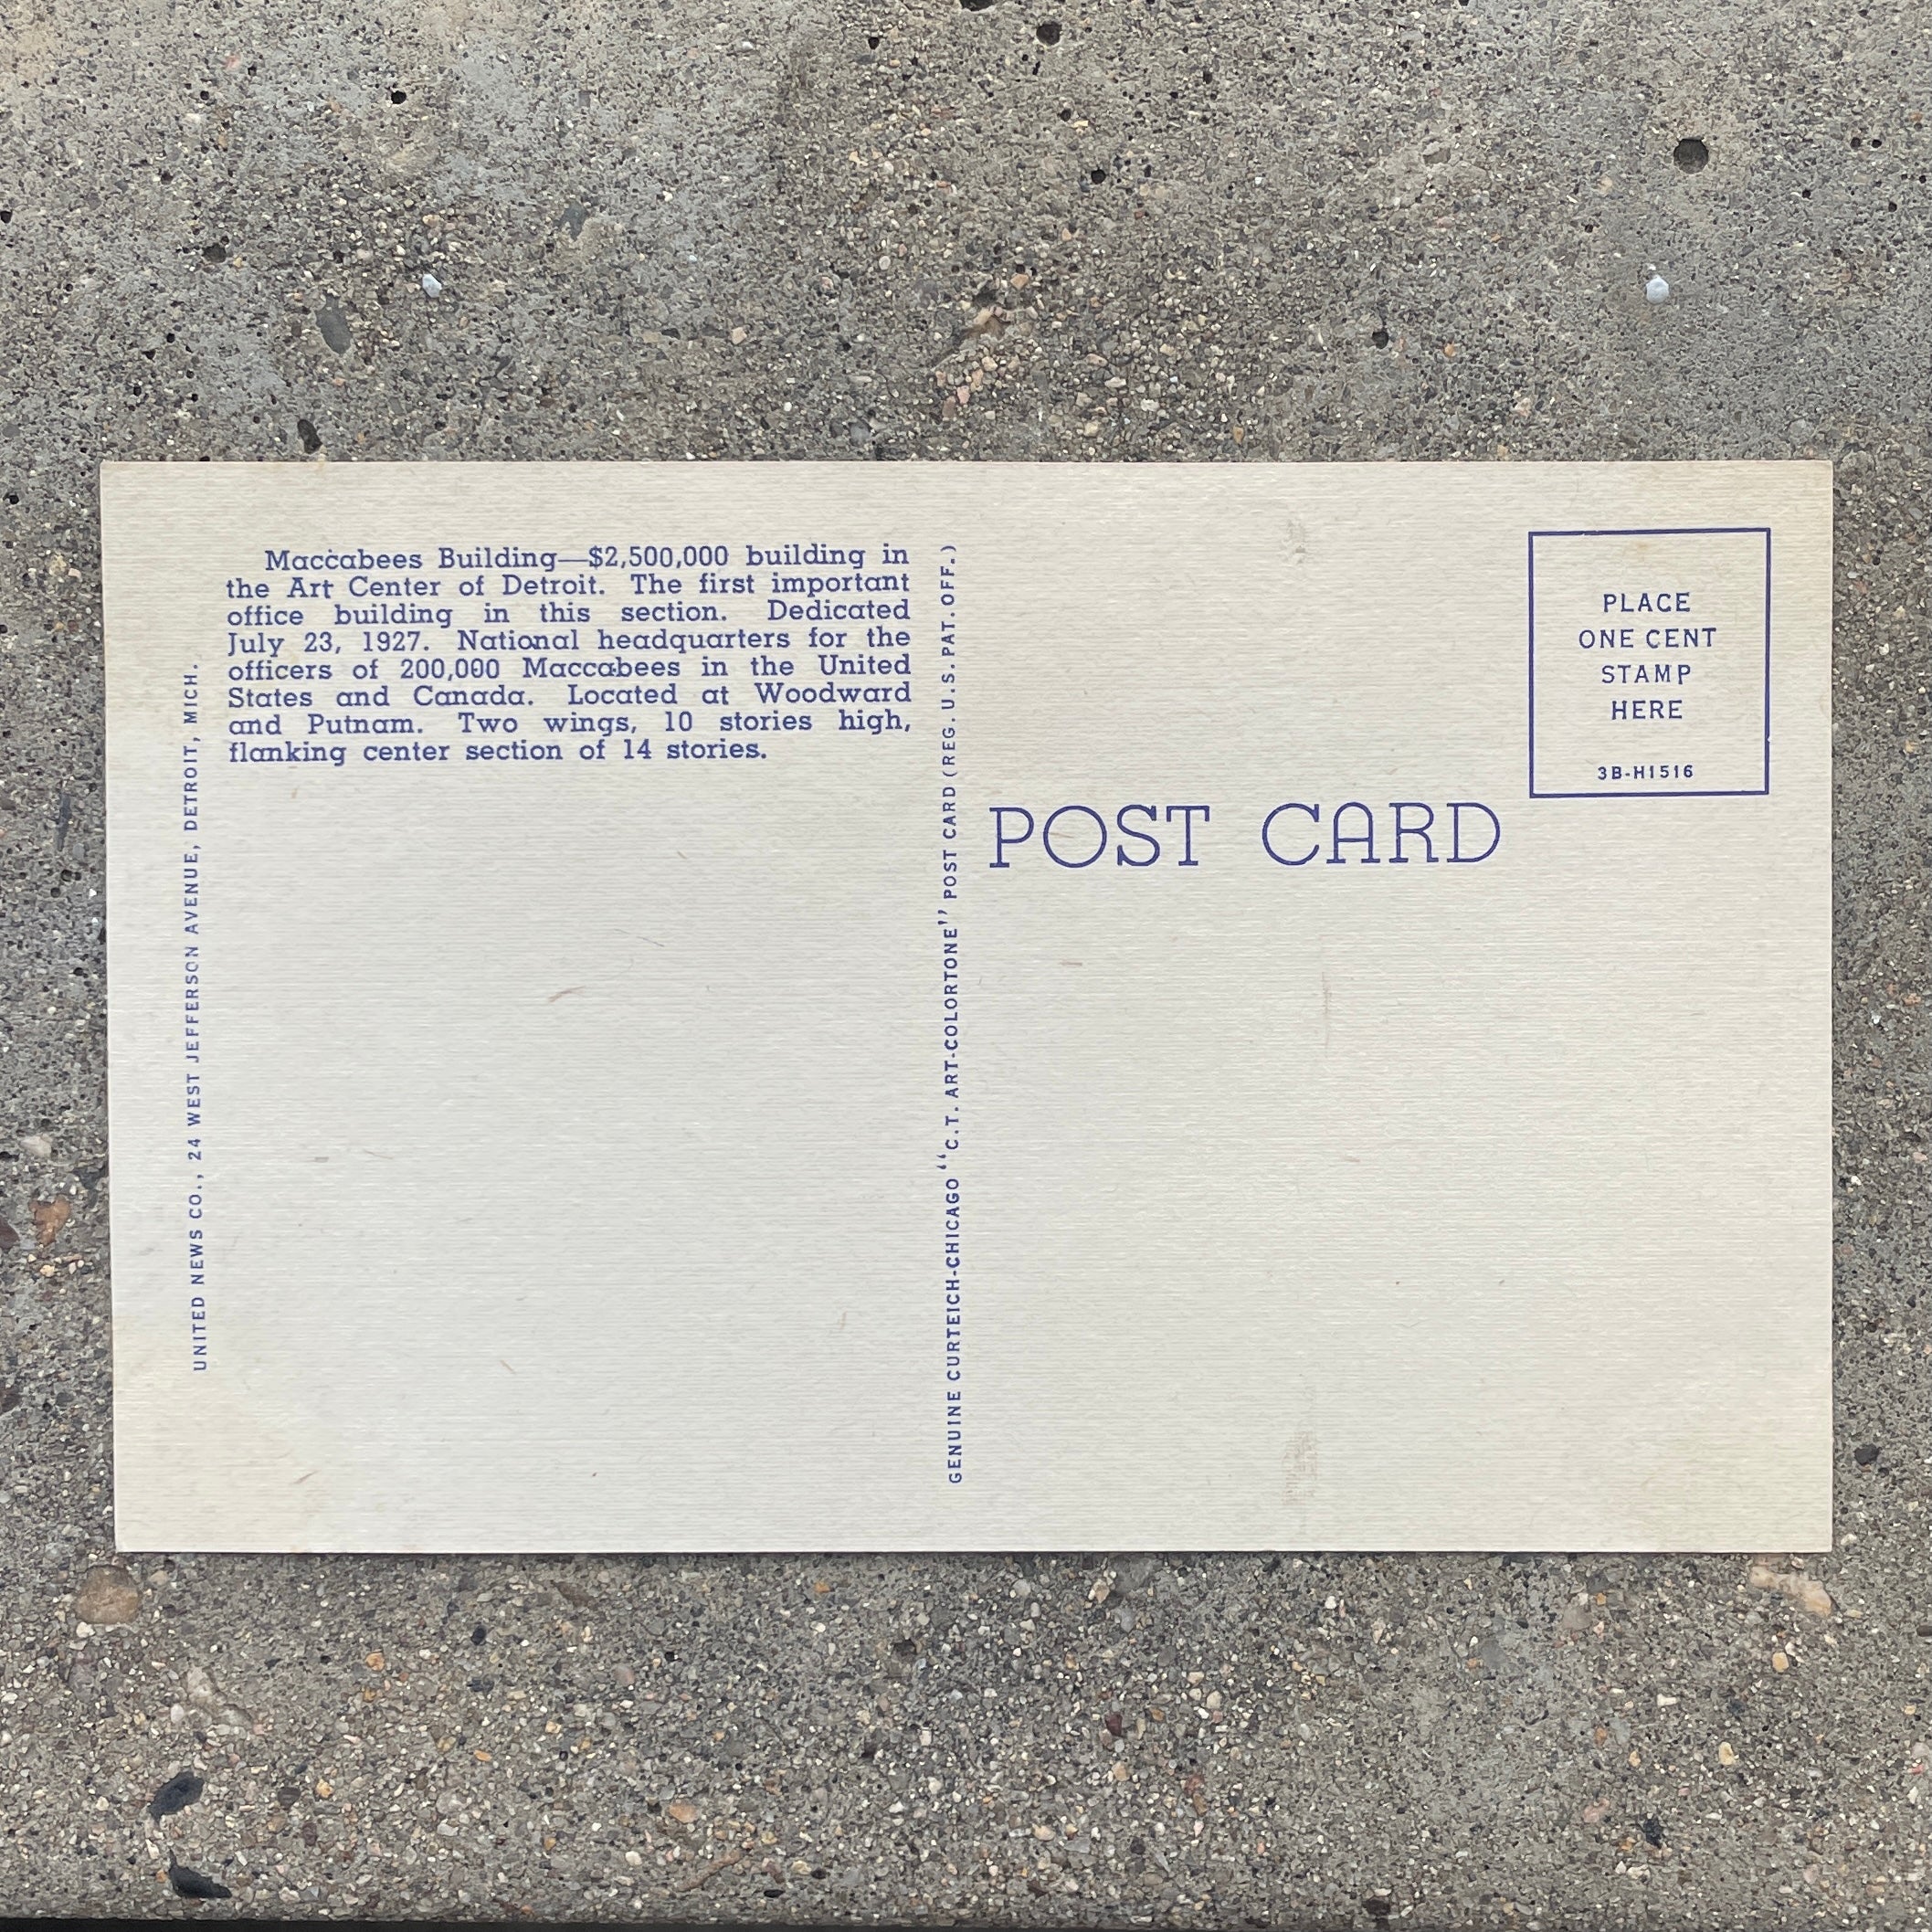 Maccabees Building—$2,500,000 building in
the Art Center of Detroit. The first important
office building in this section. Dedicated
July 23, 1927. National headquarters for the
officers of 200,000 Maccabees in the United
States and Canada. Located at Woodward
and Putnam. Two wings, 10 stories high,
flanking center section of 14 stories.
UNITED NEWS CO., 24 WEST JEFFERSON AVENUE, DETROIT, MICH.
GENUINE CURTEICH-CHICAGO "C.T. ART-COLORTONE" POST CARD (REG. U.S. PAT. OFF.)
POST CARD
PLACE
ONE CENT
STAMP
HERE
3B-H1516